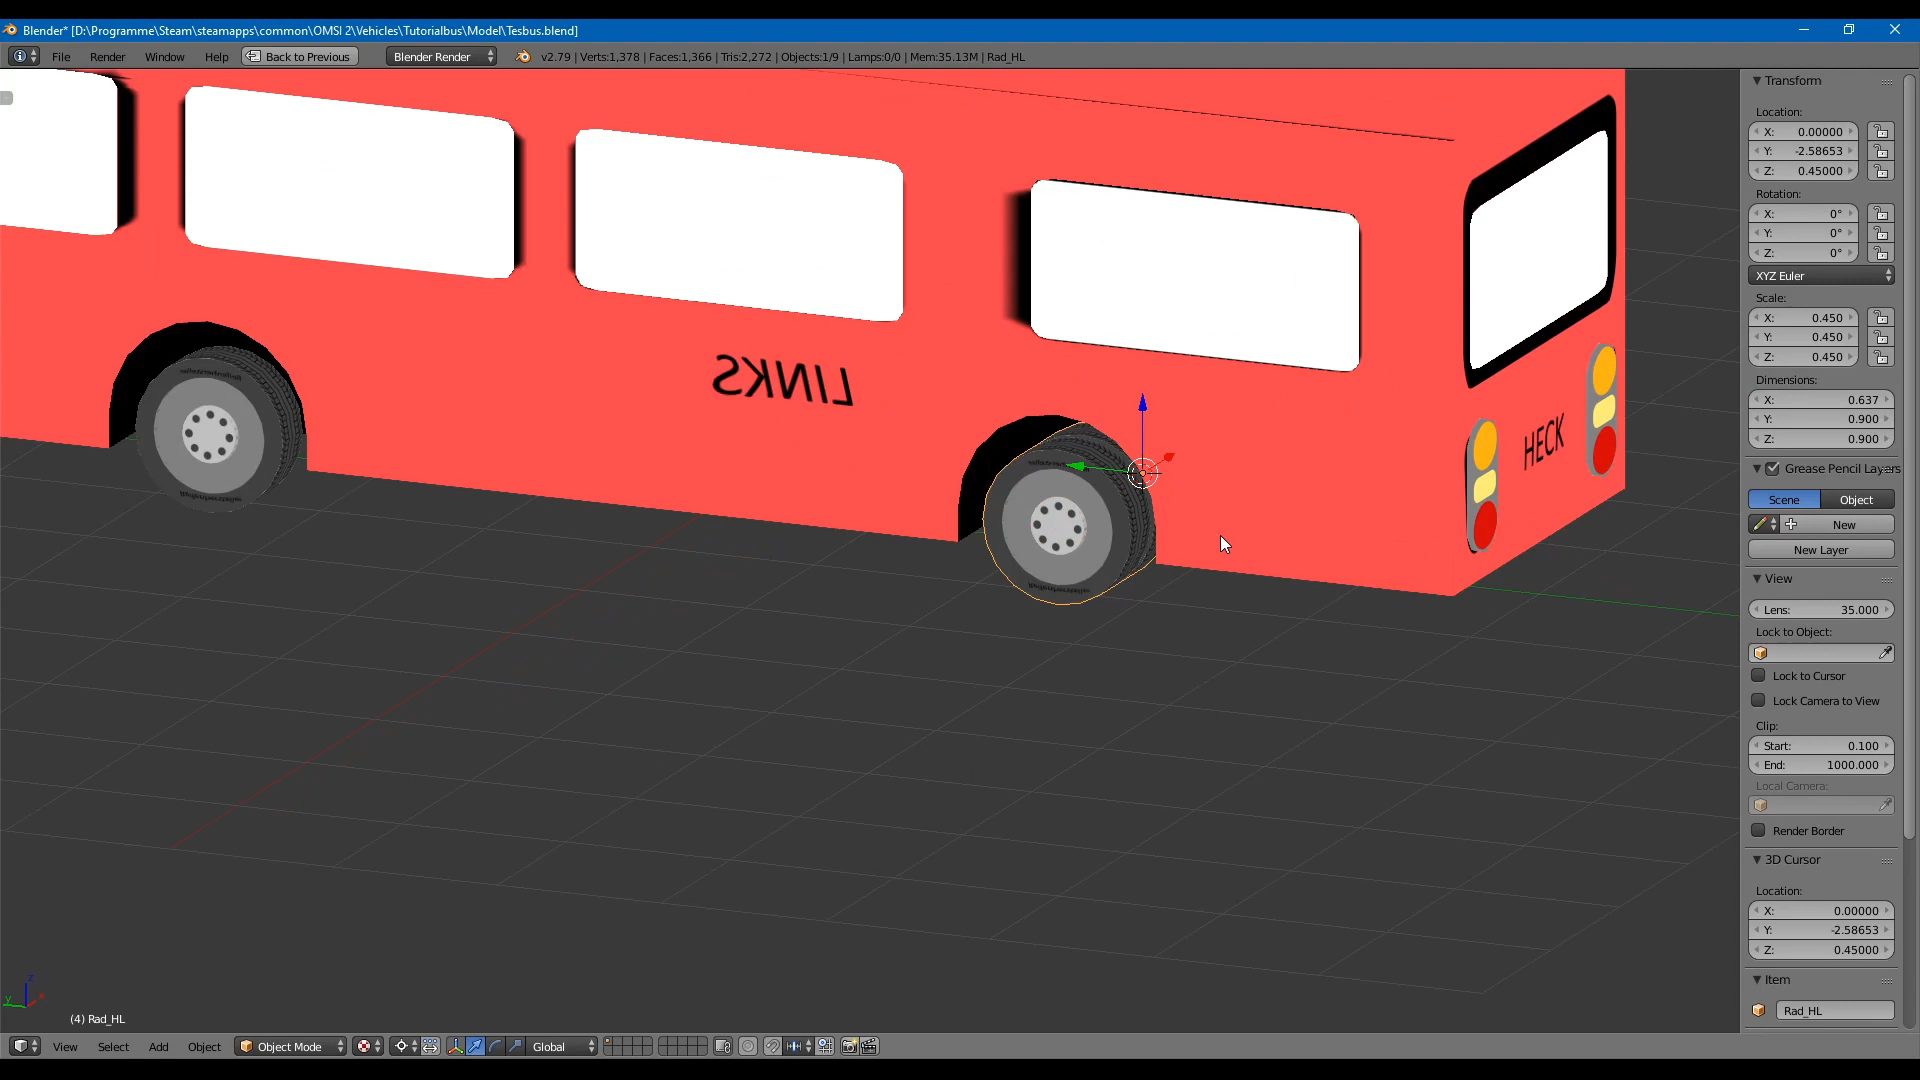 Blender* [D:\Programme\Steam\steamapps\common\OMSI 2\Vehicles\Tutorialbus\Model\Tesbus.blend]
File Render Window Help Back to Previous Blender Render v2.79 | Verts:1,378 | Faces:1,366 | Tris:2,272 | Objects:1/9 | Lamps:0/0 | Mem:35.13M | Rad_HL
LINKS
HECK
(4) Rad_HL
z
y
x
Transform
Location:
X: 0.00000
Y: -2.58653
Z: 0.45000
Rotation:
X: 0°
Y: 0°
Z: 0°
XYZ Euler
Scale:
X: 0.450
Y: 0.450
Z: 0.450
Dimensions:
X: 0.637
Y: 0.900
Z: 0.900
Grease Pencil Layers
Scene Object
New
New Layer
View
Lens: 35.000
Lock to Object:
Lock to Cursor
Lock Camera to View
Clip:
Start: 0.100
End: 1000.000
Local Camera:
Render Border
3D Cursor
Location:
X: 0.00000
Y: -2.58653
Z: 0.45000
Item
Rad_HL
View Select Add Object Object Mode Global